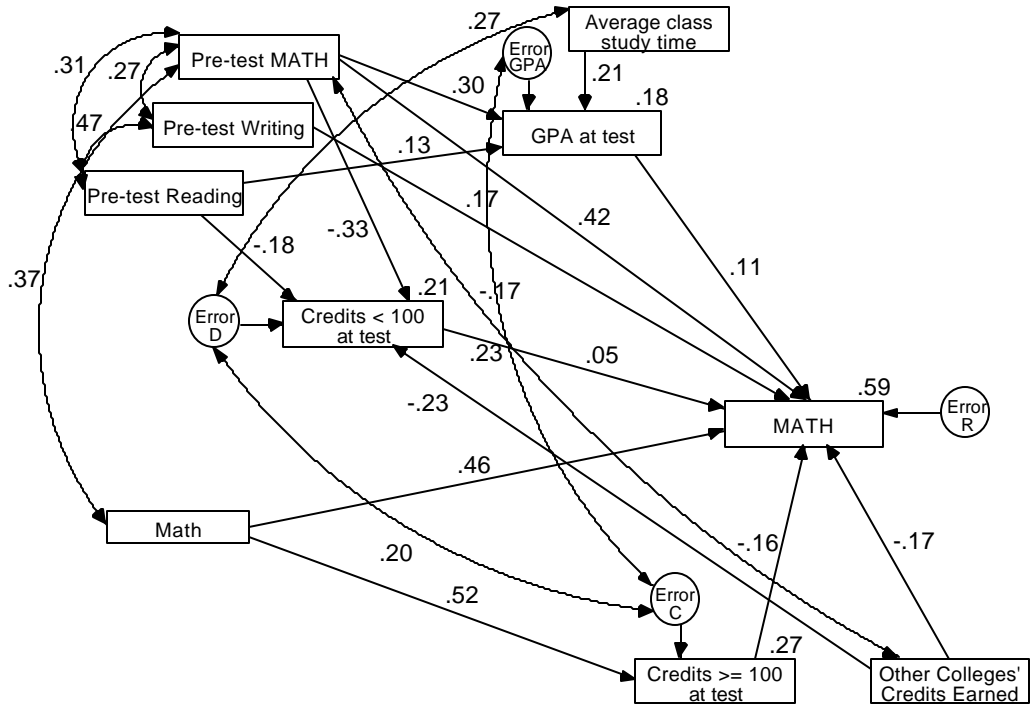 .27
Average class
study time
Error
GPA
.31
.27
Pre-test MATH
.21
.30
.18
47
Pre-test Writing
GPA at test
.13
Pre-test Reading
.17
.42
-.33
-.18
.11
.37
.21
-.17
Error
D
Credits < 100
at test
.23
.05
-.23
.59
MATH
Error
R
.46
Math
.20
-.16
-.17
.52
Error
C
.27
Credits >= 100
at test
Other Colleges'
Credits Earned